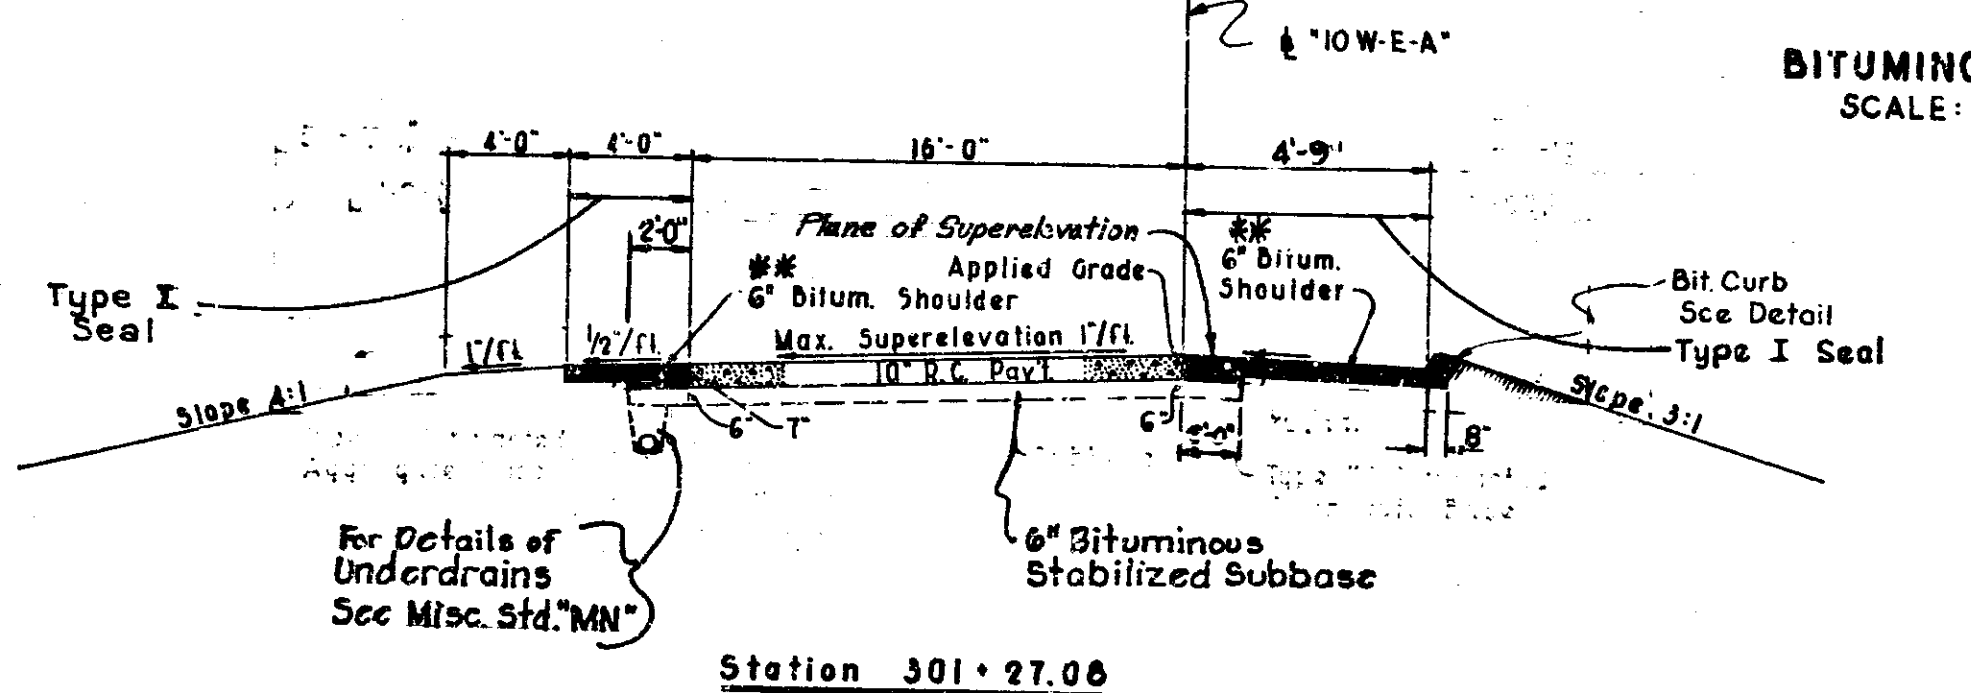 ℄ "10W-E-A"
SCALE:
4'-0"
4'-0"
16'-0"
4'-9"
2'-0"
Plane of Superelevation
**
6" Bitum. Shoulder
Applied Grade
**
6" Bitum.
Shoulder
Type I
Seal
Bit. Curb
See Detail
Type I Seal
1"/ft.
1/2"/ft.
Max. Superelevation 1"/ft.
10" R.C. Pav't.
Slope 4:1
Slope 3:1
6"
7"
6"
8"
For Details of
Underdrains
See Misc. Std. "MN"
6" Bituminous
Stabilized Subbase
Station 301+27.08